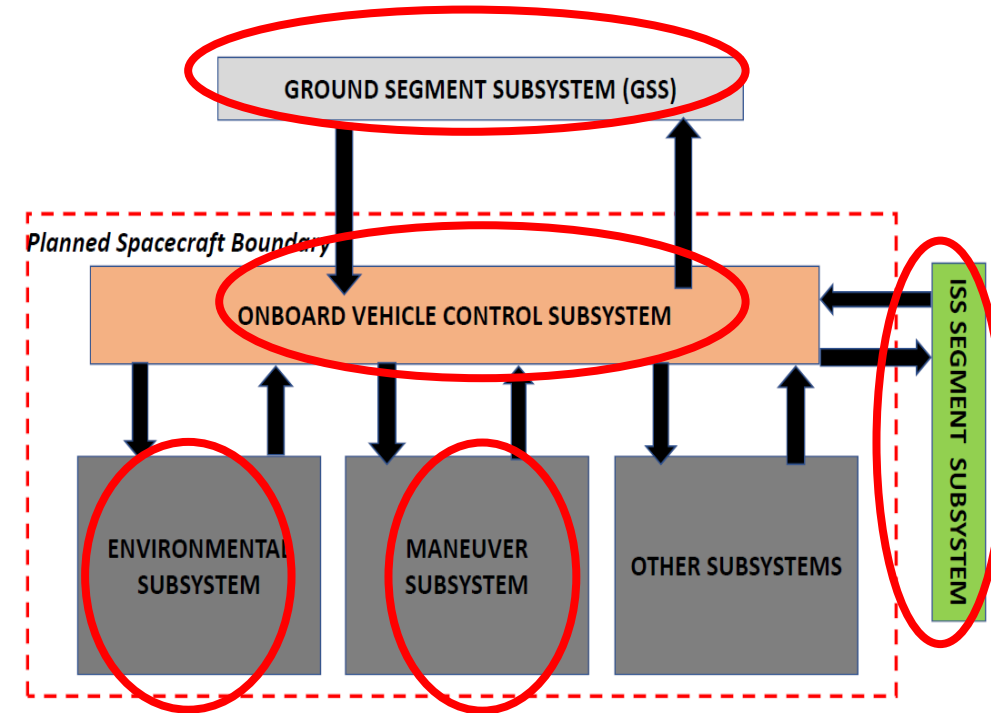 GROUND SEGMENT SUBSYSTEM (GSS)
Planned Spacecraft Boundary
ONBOARD VEHICLE CONTROL SUBSYSTEM
ISS SEGMENT SUBSYSTEM
ENVIRONMENTAL
SUBSYSTEM
MANEUVER
SUBSYSTEM
OTHER SUBSYSTEMS